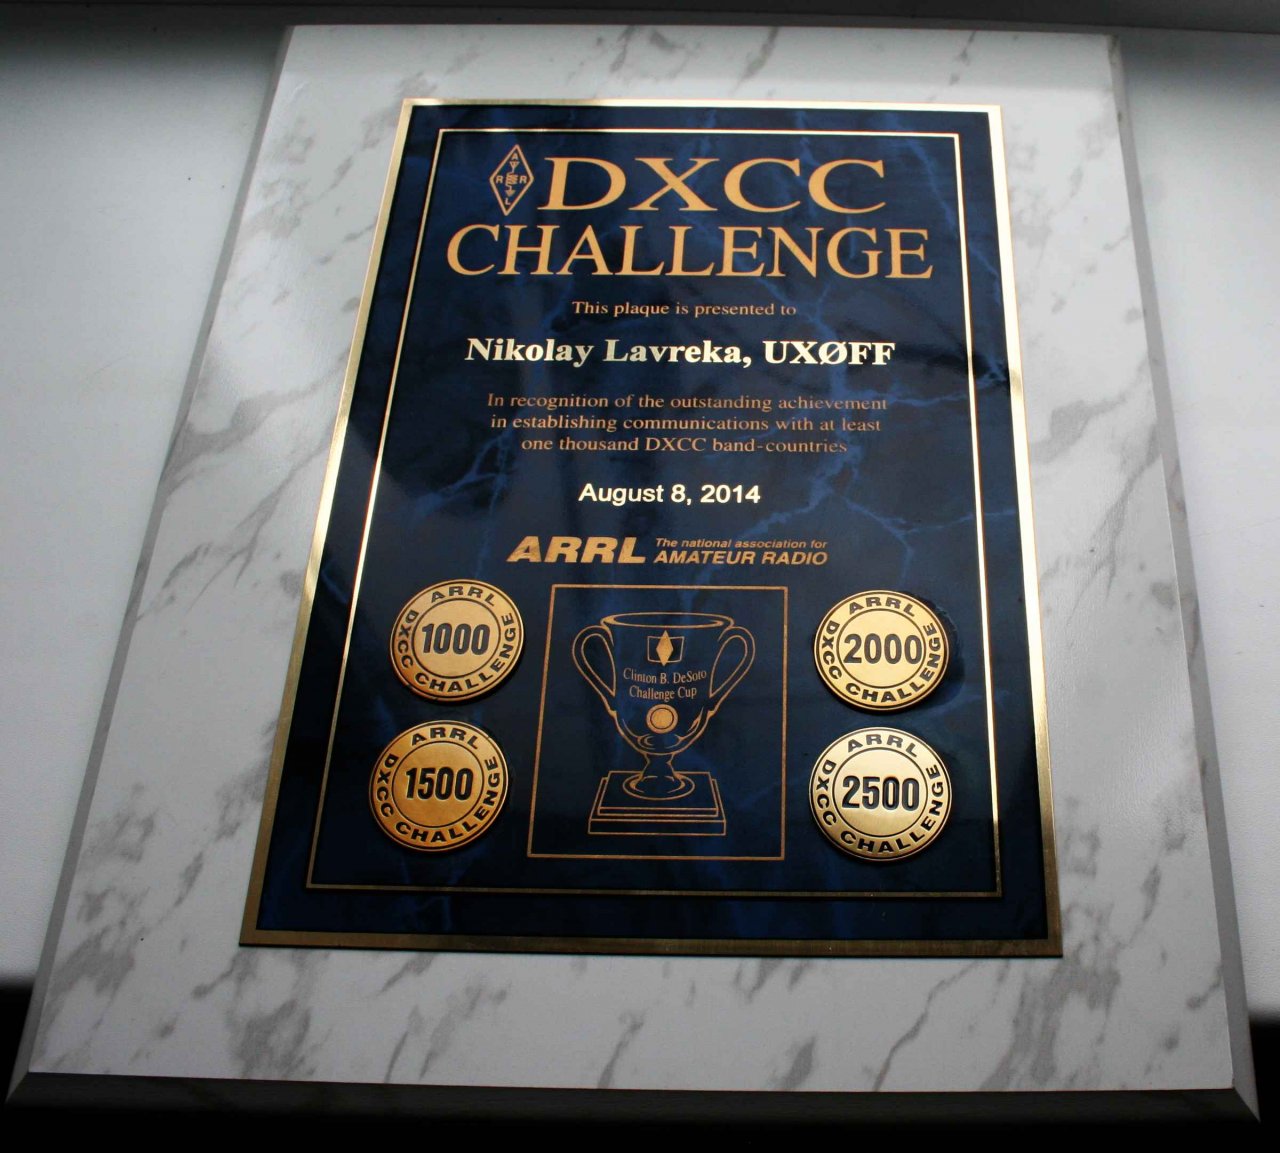 ARRL
DXCC
CHALLENGE
This plaque is presented to
Nikolay Lavreka, UXØFF
In recognition of the outstanding achievement
in establishing communications with at least
one thousand DXCC band-countries
August 8, 2014
ARRL The national association for
AMATEUR RADIO
ARRL
1000
DXCC CHALLENGE
ARRL
2000
DXCC CHALLENGE
Clinton B. DeSoto
Challenge Cup
ARRL
1500
DXCC CHALLENGE
ARRL
2500
DXCC CHALLENGE